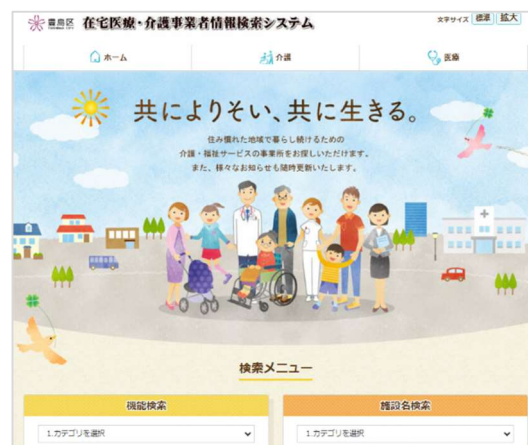 豊島区 在宅医療・介護事業者情報検索システム
文字サイズ 標準 拡大
ホーム 介護 医療
共によりそい、共に生きる。
住み慣れた地域で暮らし続けるための
介護・福祉サービスの事業所をお探しいただけます。
また、様々なお知らせも随時更新いたします。
検索メニュー
機能検索 施設名検索
1.カテゴリを選択 1.カテゴリを選択